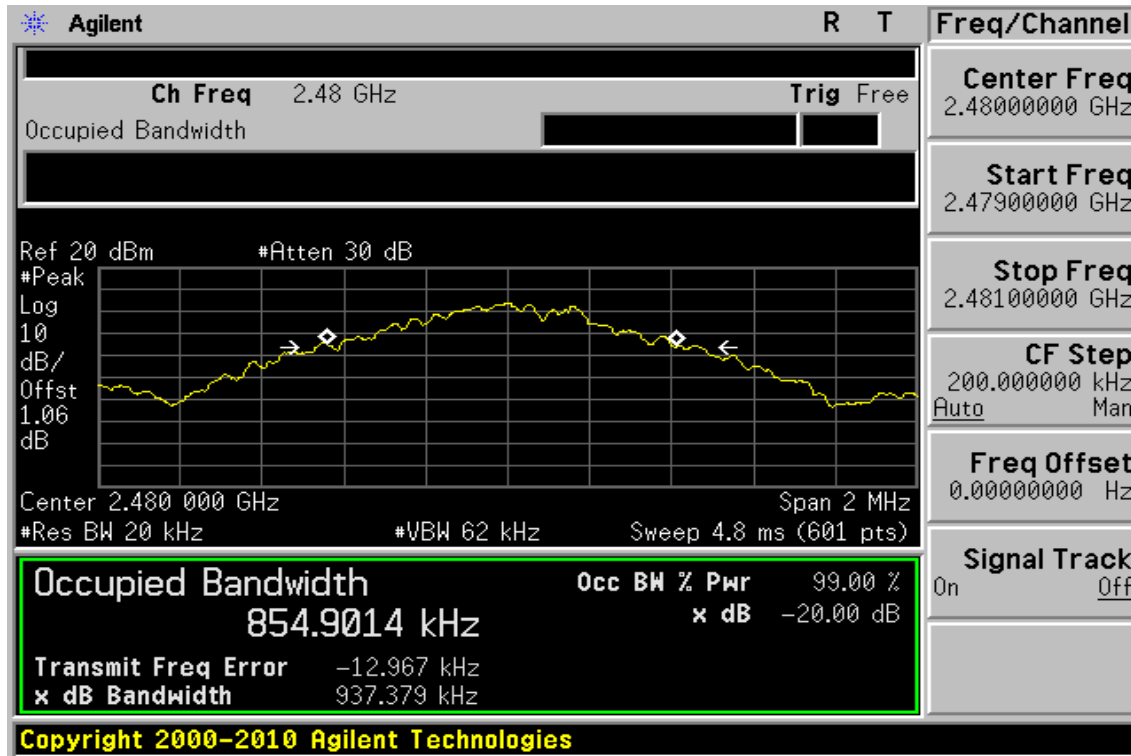 Agilent R T
Freq/Channel
Ch Freq 2.48 GHz Trig Free
Occupied Bandwidth
Center Freq
2.48000000 GHz
Start Freq
2.47900000 GHz
Stop Freq
2.48100000 GHz
CF Step
200.000000 kHz
Auto Man
Freq Offset
0.00000000 Hz
Signal Track
On Off
Ref 20 dBm #Atten 30 dB
#Peak
Log
10
dB/
Offst
1.06
dB
Center 2.480 000 GHz Span 2 MHz
#Res BW 20 kHz #VBW 62 kHz Sweep 4.8 ms (601 pts)
Occupied Bandwidth
854.9014 kHz
Occ BW % Pwr 99.00 %
x dB -20.00 dB
Transmit Freq Error -12.967 kHz
x dB Bandwidth 937.379 kHz
Copyright 2000-2010 Agilent Technologies